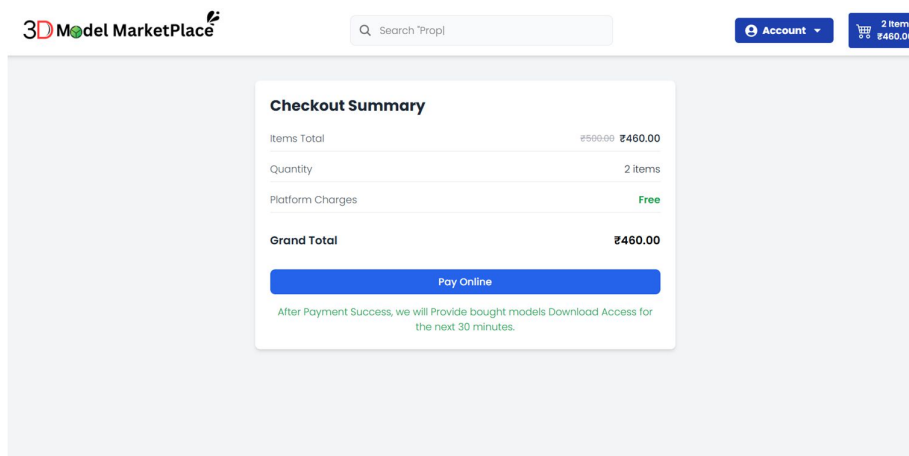 3D Model MarketPlace
Search "Prop|
Account
2 Item
₹460.00
Checkout Summary
Items Total ₹500.00 ₹460.00
Quantity 2 items
Platform Charges Free
Grand Total ₹460.00
Pay Online
After Payment Success, we will Provide bought models Download Access for
the next 30 minutes.